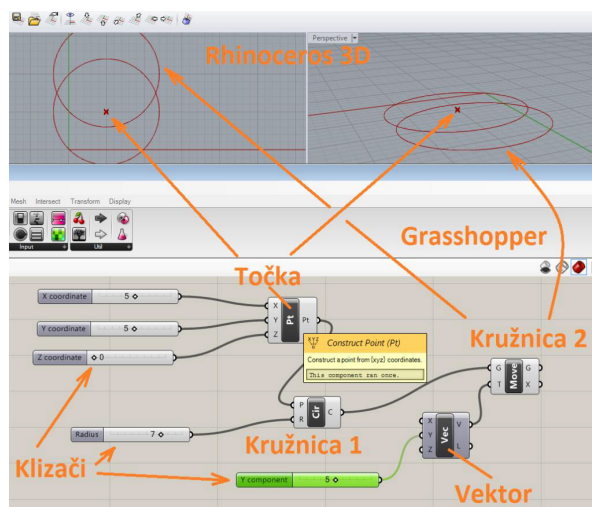 Perspective
Rhinoceros 3D
Mesh Intersect Transform Display
Input + Util +
Grasshopper
Točka
X coordinate 5
Y coordinate 5
Z coordinate 0
X
Y
Z
Pt
Pt
Construct Point (Pt)
Construct a point from {xyz} coordinates.
This component ran once.
Kružnica 2
G
T
Move
G
X
P
R
Cir
C
Radius 7
Kružnica 1
X
Y
Z
Vec
V
L
Klizači
Y component 5
Vektor